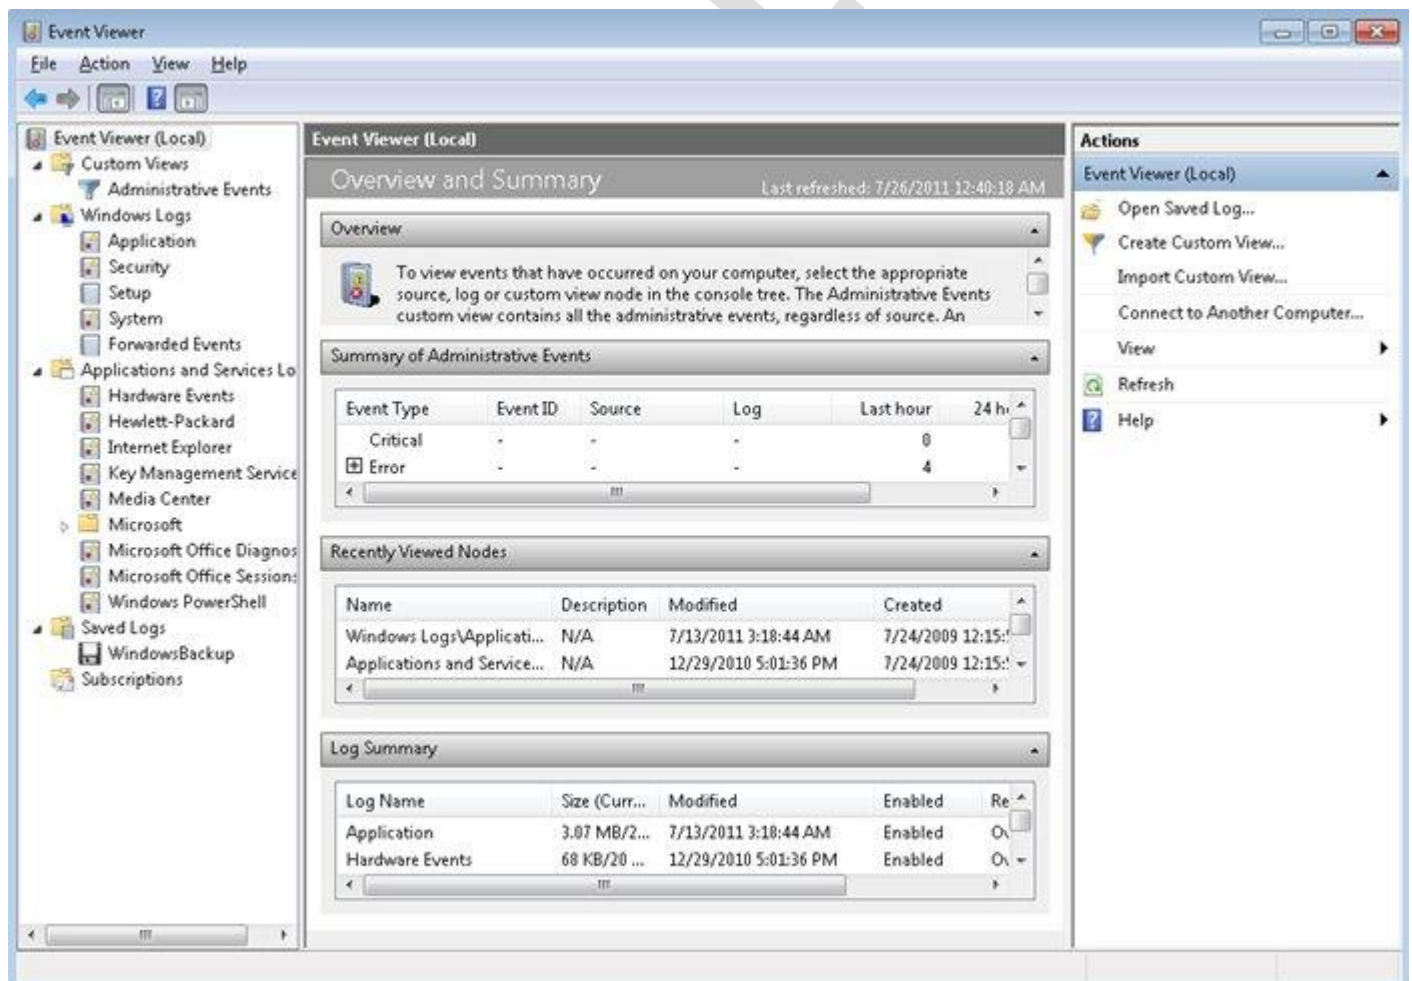 Event Viewer
File Action View Help
Event Viewer (Local)
Custom Views
Administrative Events
Windows Logs
Application
Security
Setup
System
Forwarded Events
Applications and Services Lo
Hardware Events
Hewlett-Packard
Internet Explorer
Key Management Service
Media Center
Microsoft
Microsoft Office Diagnos
Microsoft Office Sessions
Windows PowerShell
Saved Logs
WindowsBackup
Subscriptions
Event Viewer (Local)
Overview and Summary Last refreshed: 7/26/2011 12:40:18 AM
Overview
To view events that have occurred on your computer, select the appropriate
source, log or custom view node in the console tree. The Administrative Events
custom view contains all the administrative events, regardless of source. An
Summary of Administrative Events
Event Type Event ID Source Log Last hour 24 h
Critical - - - 0
Error - - - 4
Recently Viewed Nodes
Name Description Modified Created
Windows Logs\Applicati... N/A 7/13/2011 3:18:44 AM 7/24/2009 12:15:
Applications and Service... N/A 12/29/2010 5:01:36 PM 7/24/2009 12:15:
Log Summary
Log Name Size (Curr... Modified Enabled Re
Application 3.07 MB/2... 7/13/2011 3:18:44 AM Enabled Ov
Hardware Events 68 KB/20 ... 12/29/2010 5:01:36 PM Enabled Ov
Actions
Event Viewer (Local)
Open Saved Log...
Create Custom View...
Import Custom View...
Connect to Another Computer...
View
Refresh
Help